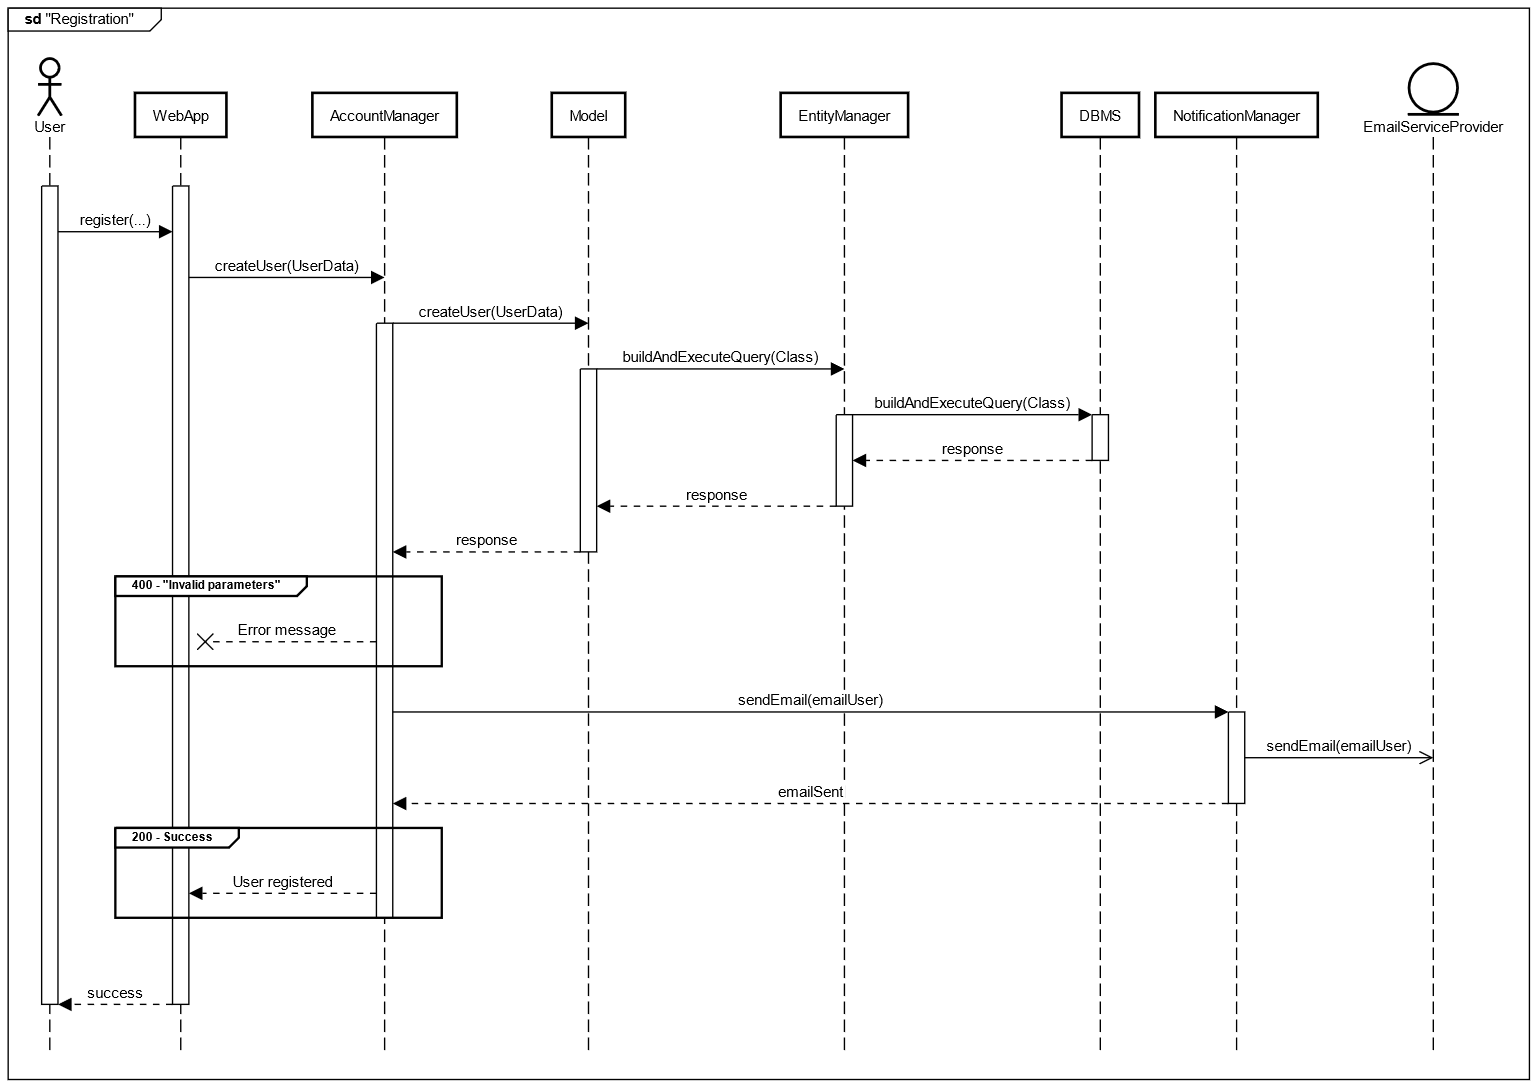 sd "Registration"
User
WebApp
AccountManager
Model
EntityManager
DBMS
NotificationManager
EmailServiceProvider
register(...)
createUser(UserData)
createUser(UserData)
buildAndExecuteQuery(Class)
buildAndExecuteQuery(Class)
response
response
response
400 - "Invalid parameters"
Error message
sendEmail(emailUser)
sendEmail(emailUser)
emailSent
200 - Success
User registered
success